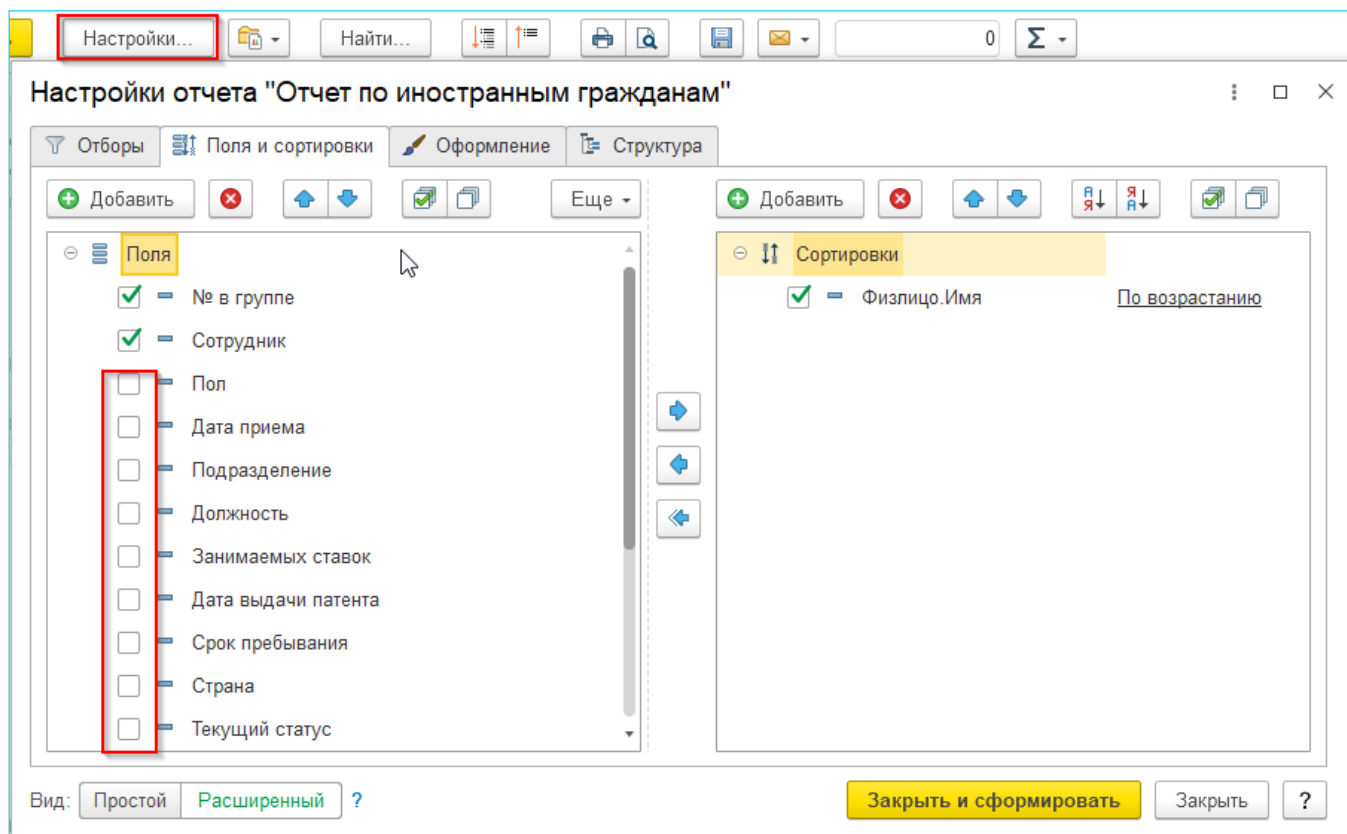 Настройки... Найти... 0 Σ
Настройки отчета "Отчет по иностранным гражданам"
Отборы Поля и сортировки Оформление Структура
Добавить Еще Добавить
Поля
№ в группе
Сотрудник
Пол
Дата приема
Подразделение
Должность
Занимаемых ставок
Дата выдачи патента
Срок пребывания
Страна
Текущий статус
Сортировки
Физлицо.Имя По возрастанию
Вид: Простой Расширенный ? Закрыть и сформировать Закрыть ?